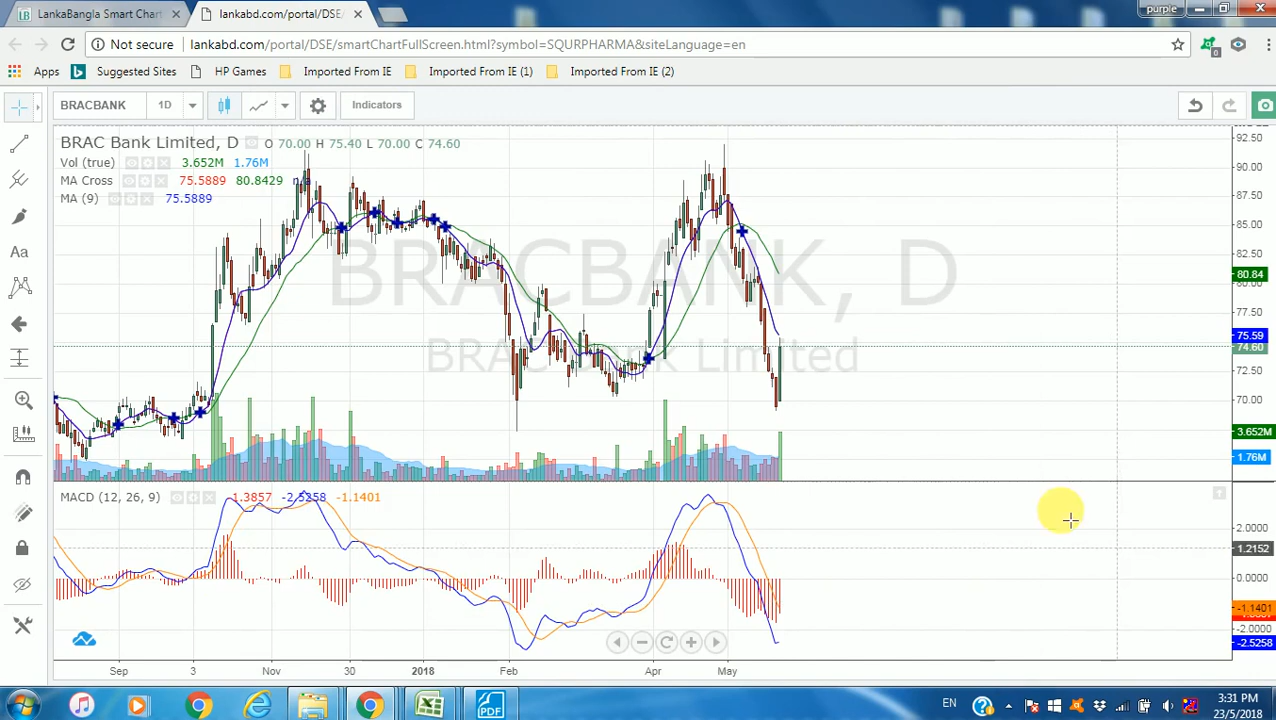 LankaBangla Smart Chart
lankabd.com/portal/DSE/
purple
Not secure
lankabd.com/portal/DSE/smartChartFullScreen.html?symbol=SQURPHARMA&siteLanguage=en
0
Apps
Suggested Sites
HP Games
Imported From IE
Imported From IE (1)
Imported From IE (2)
BRACBANK
1D
Indicators
BRAC Bank Limited, D
O 70.00 H 75.40 L 70.00 C 74.60
Vol (true) 3.652M 1.76M
MA Cross 75.5889 80.8429
MA (9) 75.5889
BRACBANK, D
BRAC Bank Limited
92.50
90.00
87.50
85.00
82.50
80.84
80.00
77.50
75.59
74.60
72.50
70.00
3.652M
1.76M
MACD (12, 26, 9) -1.3857 -2.5258 -1.1401
2.0000
1.2152
0.0000
-1.1401
-2.0000
-2.5258
Sep
3
Nov
30
2018
Feb
Apr
May
Aa
PDF
EN
3:31 PM
23/5/2018